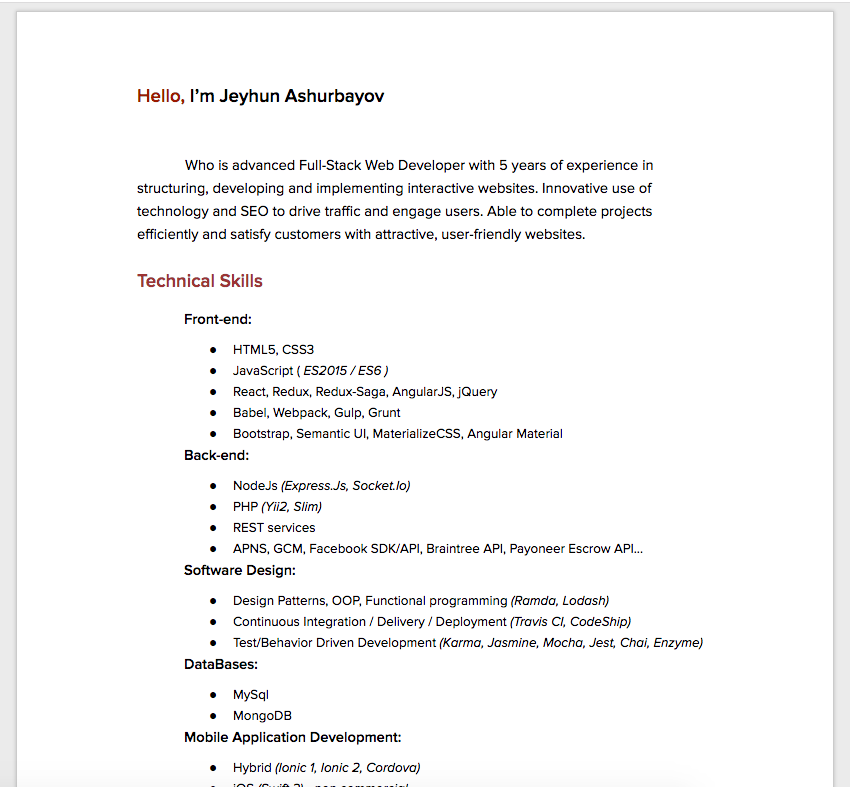 Hello, I’m Jeyhun Ashurbayov
Who is advanced Full-Stack Web Developer with 5 years of experience in
structuring, developing and implementing interactive websites. Innovative use of
technology and SEO to drive traffic and engage users. Able to complete projects
efficiently and satisfy customers with attractive, user-friendly websites.
Technical Skills
Front-end:
● HTML5, CSS3
● JavaScript ( ES2015 / ES6 )
● React, Redux, Redux-Saga, AngularJS, jQuery
● Babel, Webpack, Gulp, Grunt
● Bootstrap, Semantic UI, MaterializeCSS, Angular Material
Back-end:
● NodeJs (Express.Js, Socket.Io)
● PHP (Yii2, Slim)
● REST services
● APNS, GCM, Facebook SDK/API, Braintree API, Payoneer Escrow API...
Software Design:
● Design Patterns, OOP, Functional programming (Ramda, Lodash)
● Continuous Integration / Delivery / Deployment (Travis CI, CodeShip)
● Test/Behavior Driven Development (Karma, Jasmine, Mocha, Jest, Chai, Enzyme)
DataBases:
● MySql
● MongoDB
Mobile Application Development:
● Hybrid (Ionic 1, Ionic 2, Cordova)
● iOS (Swift 3) - non commercial